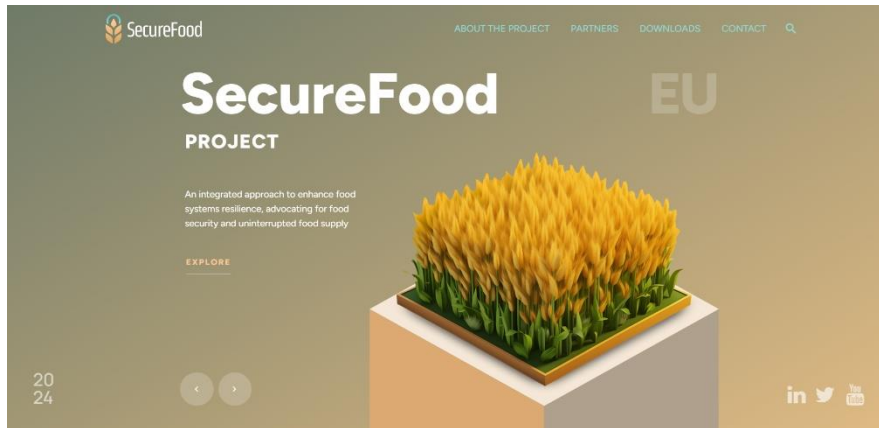 SecureFood
ABOUT THE PROJECT PARTNERS DOWNLOADS CONTACT
SecureFood EU
PROJECT
An integrated approach to enhance food
systems resilience, advocating for food
security and uninterrupted food supply
EXPLORE
20
24
in
You
Tube